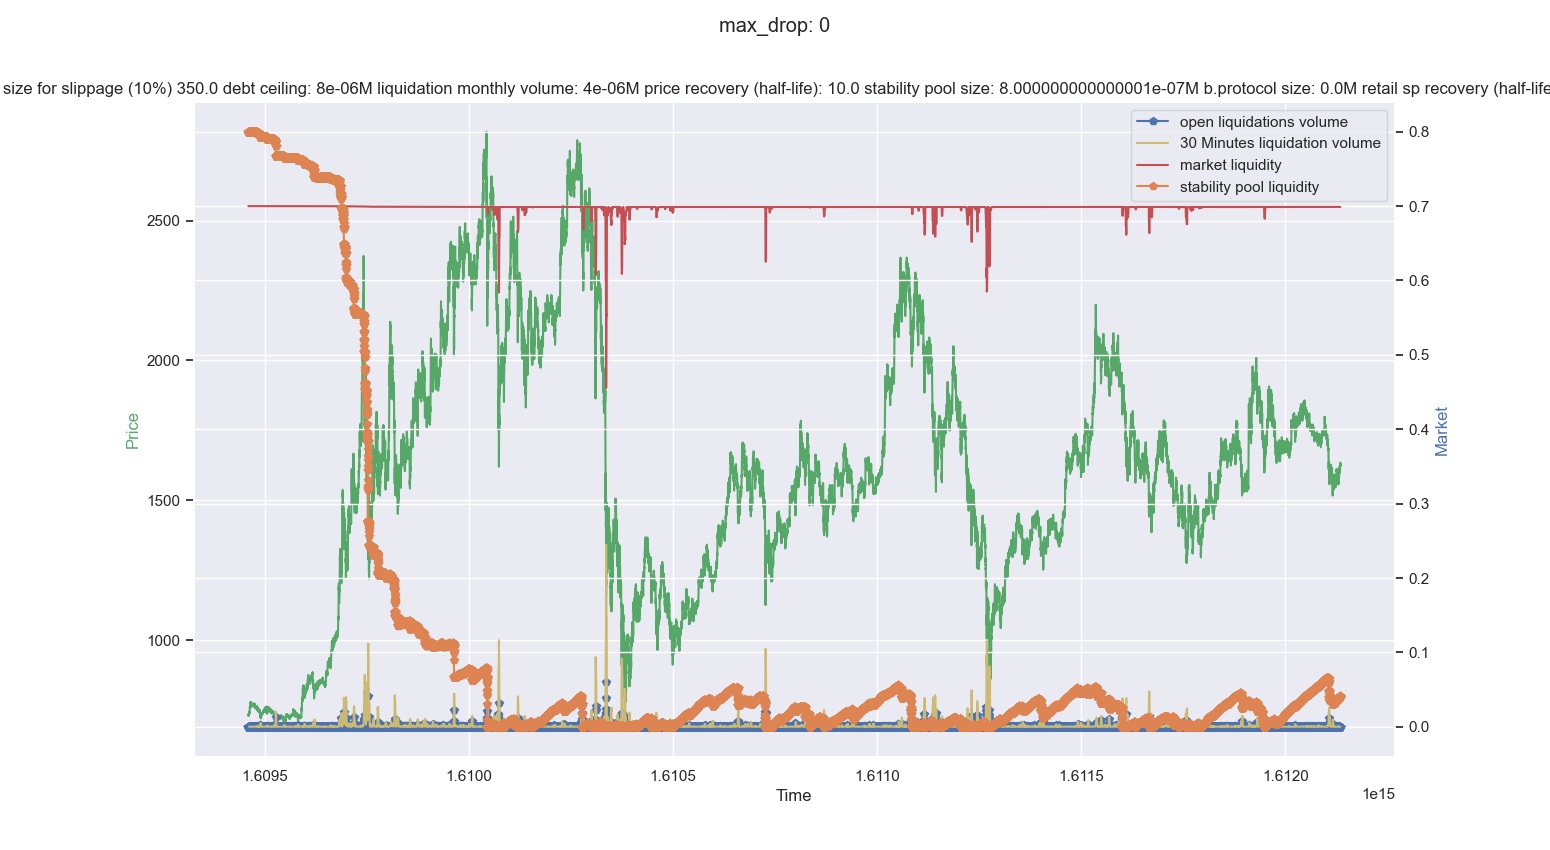 max_drop: 0
size for slippage (10%) 350.0 debt ceiling: 8e-06M liquidation monthly volume: 4e-06M price recovery (half-life): 10.0 stability pool size: 8.000000000000001e-07M b.protocol size: 0.0M retail sp recovery (half-life
open liquidations volume
30 Minutes liquidation volume
market liquidity
stability pool liquidity
2500
2000
1500
1000
Price
0.8
0.7
0.6
0.5
0.4
0.3
0.2
0.1
0.0
Market
1.6095 1.6100 1.6105 1.6110 1.6115 1.6120
1e15
Time